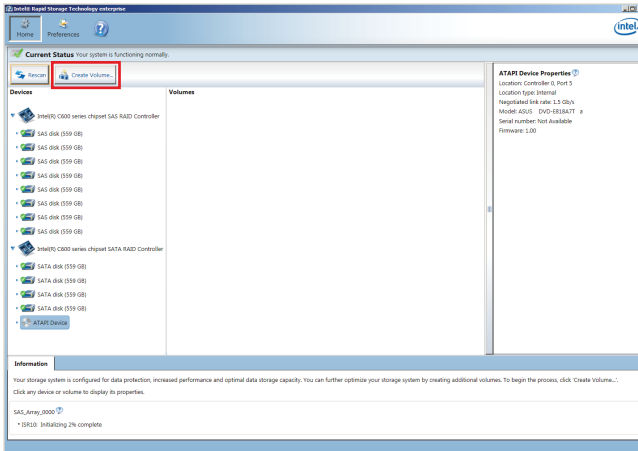 Intel® Rapid Storage Technology enterprise
Home
Preferences
intel
Current Status Your system is functioning normally.
Rescan
Create Volume...
Devices
Volumes
Intel(R) C600 series chipset SAS RAID Controller
SAS disk (559 GB)
SAS disk (559 GB)
SAS disk (559 GB)
SAS disk (559 GB)
SAS disk (559 GB)
SAS disk (559 GB)
SAS disk (559 GB)
SAS disk (559 GB)
Intel(R) C600 series chipset SATA RAID Controller
SATA disk (559 GB)
SATA disk (559 GB)
SATA disk (559 GB)
SATA disk (559 GB)
ATAPI Device
ATAPI Device Properties
Location: Controller 0, Port 5
Location type: Internal
Negotiated link rate: 1.5 Gb/s
Model: ASUS DVD-E818A7T a
Serial number: Not Available
Firmware: 1.00
Information
Your storage system is configured for data protection, increased performance and optimal data storage capacity. You can further optimize your storage system by creating additional volumes. To begin the process, click 'Create Volume...'.
Click any device or volume to display its properties.
SAS_Array_0000
• ISR10: Initializing 2% complete